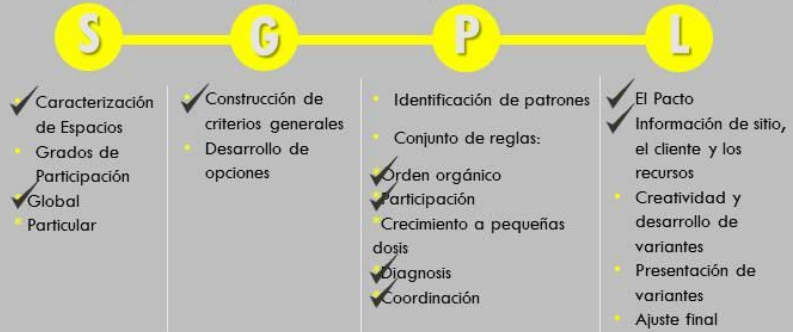 S G P L
Caracterización
de Espacios
Grados de
Participación
Global
Particular
Construcción de
criterios generales
Desarrollo de
opciones
Identificación de patrones
Conjunto de reglas:
Orden orgánico
Participación
Crecimiento a pequeñas
dosis
Diagnosis
Coordinación
El Pacto
Información de sitio,
el cliente y los
recursos
Creatividad y
desarrollo de
variantes
Presentación de
variantes
Ajuste final